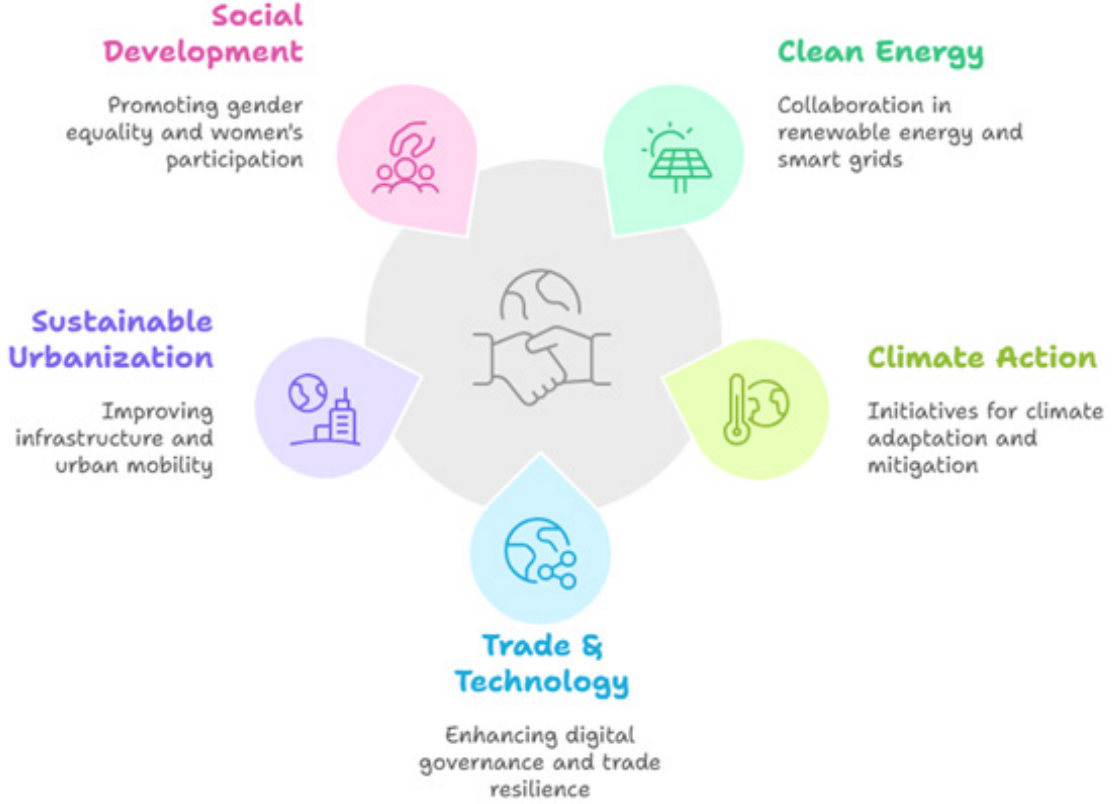 Social
Development
Promoting gender
equality and women's
participation
Clean Energy
Collaboration in
renewable energy and
smart grids
Sustainable
Urbanization
Improving
infrastructure and
urban mobility
Climate Action
Initiatives for climate
adaptation and
mitigation
Trade &
Technology
Enhancing digital
governance and trade
resilience